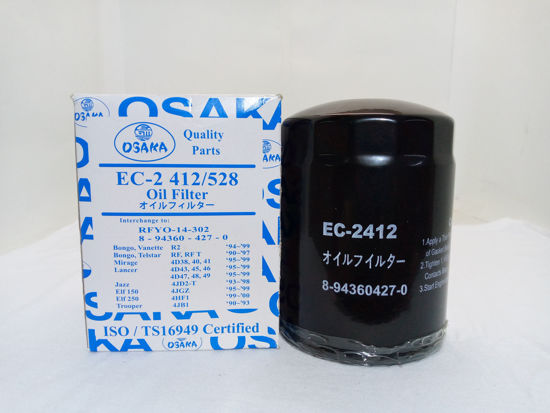 OSAKA
OSAKA
Quality
Parts
EC-2 412/528
Oil Filter
オイルフィルター
Interchange to:
RFYO-14-302
8 - 94360 - 427 - 0
Bongo, Vanette R2 '94~'99
Bongo, Telstar RF, RFT '90~'97
Mirage 4D38, 40, 41 '95~'99
Lancer 4D43, 45, 46 '95~'99
4D47, 48, 49 '95~'99
Jazz 4JD2-T '93~'98
Elf 150 4JGZ '95~'99
Elf 250 4HF1 '99~'00
Trooper 4JB1 '90~'93
ISO / TS16949 Certified
OSAKA
EC-2412
オイルフイルター
8-94360427-0
1.Apply a
of Gasket
2.Tighten
Contacts
3.Start Engine